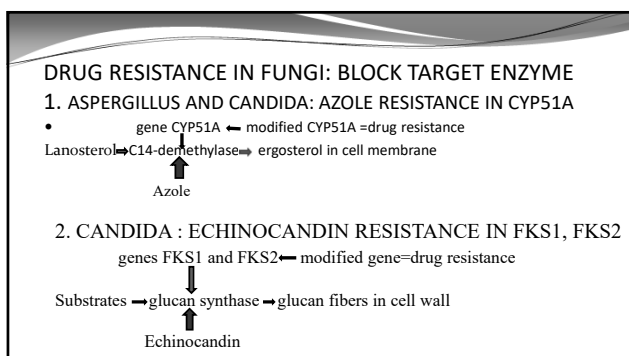 DRUG RESISTANCE IN FUNGI: BLOCK TARGET ENZYME
1. ASPERGILLUS AND CANDIDA: AZOLE RESISTANCE IN CYP51A
• gene CYP51A ← modified CYP51A =drug resistance
Lanosterol→C14-demethylase→ ergosterol in cell membrane
Azole
2. CANDIDA : ECHINOCANDIN RESISTANCE IN FKS1, FKS2
genes FKS1 and FKS2← modified gene=drug resistance
Substrates →glucan synthase →glucan fibers in cell wall
Echinocandin